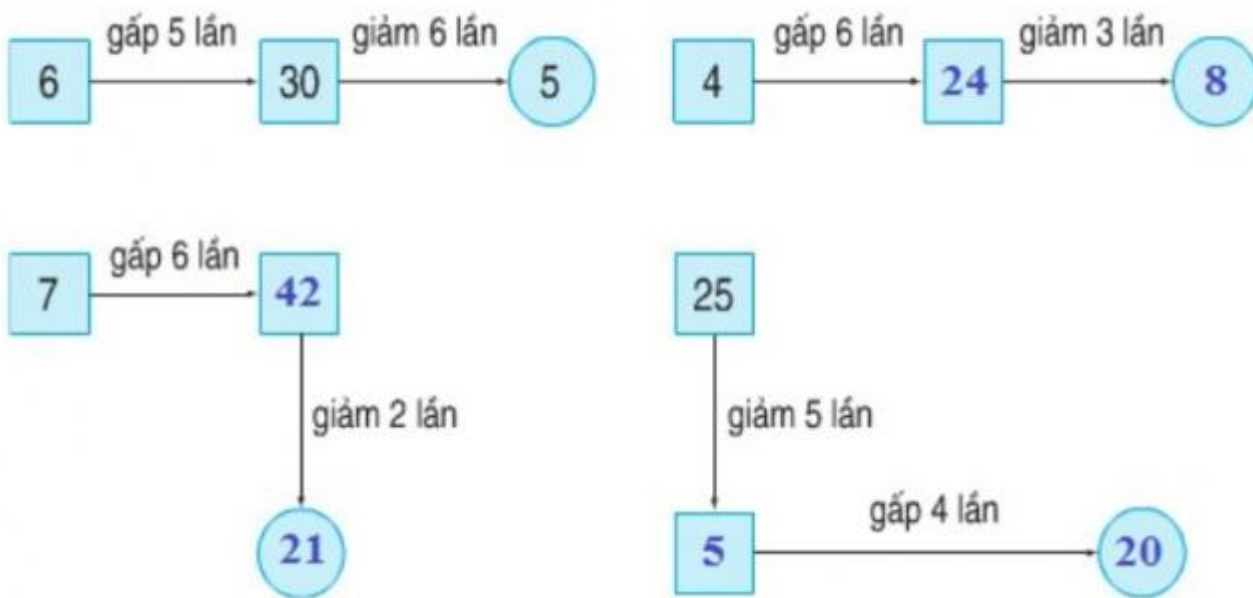 gấp 5 lần giảm 6 lần gấp 6 lần giảm 3 lần
6 30 5 4 24 8
gấp 6 lần
7 42 25
giảm 2 lần giảm 5 lần
gấp 4 lần
21 5 20